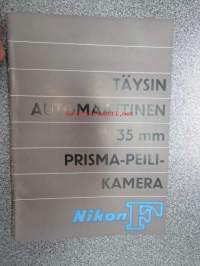 TÄYSIN
AUTOMAATTINEN
35 mm
PRISMA-PEILI-
KAMERA
Nikon F